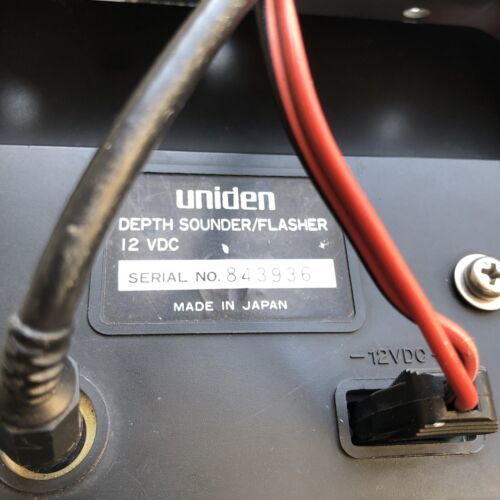 uniden
DEPTH SOUNDER/FLASHER
12 VDC
SERIAL NO. 843936
MADE IN JAPAN
-12VDC-